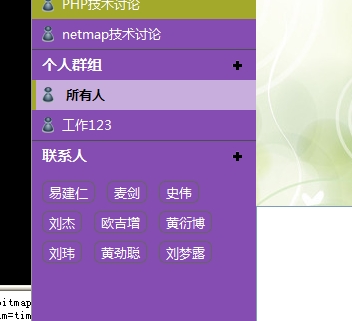 PHP技术讨论
netmap技术讨论
个人群组
所有人
工作123
联系人
易建仁 麦剑 史伟
刘杰 欧吉增 黄衍博
刘玮 黄劲聪 刘梦露
bitmap
im=tim